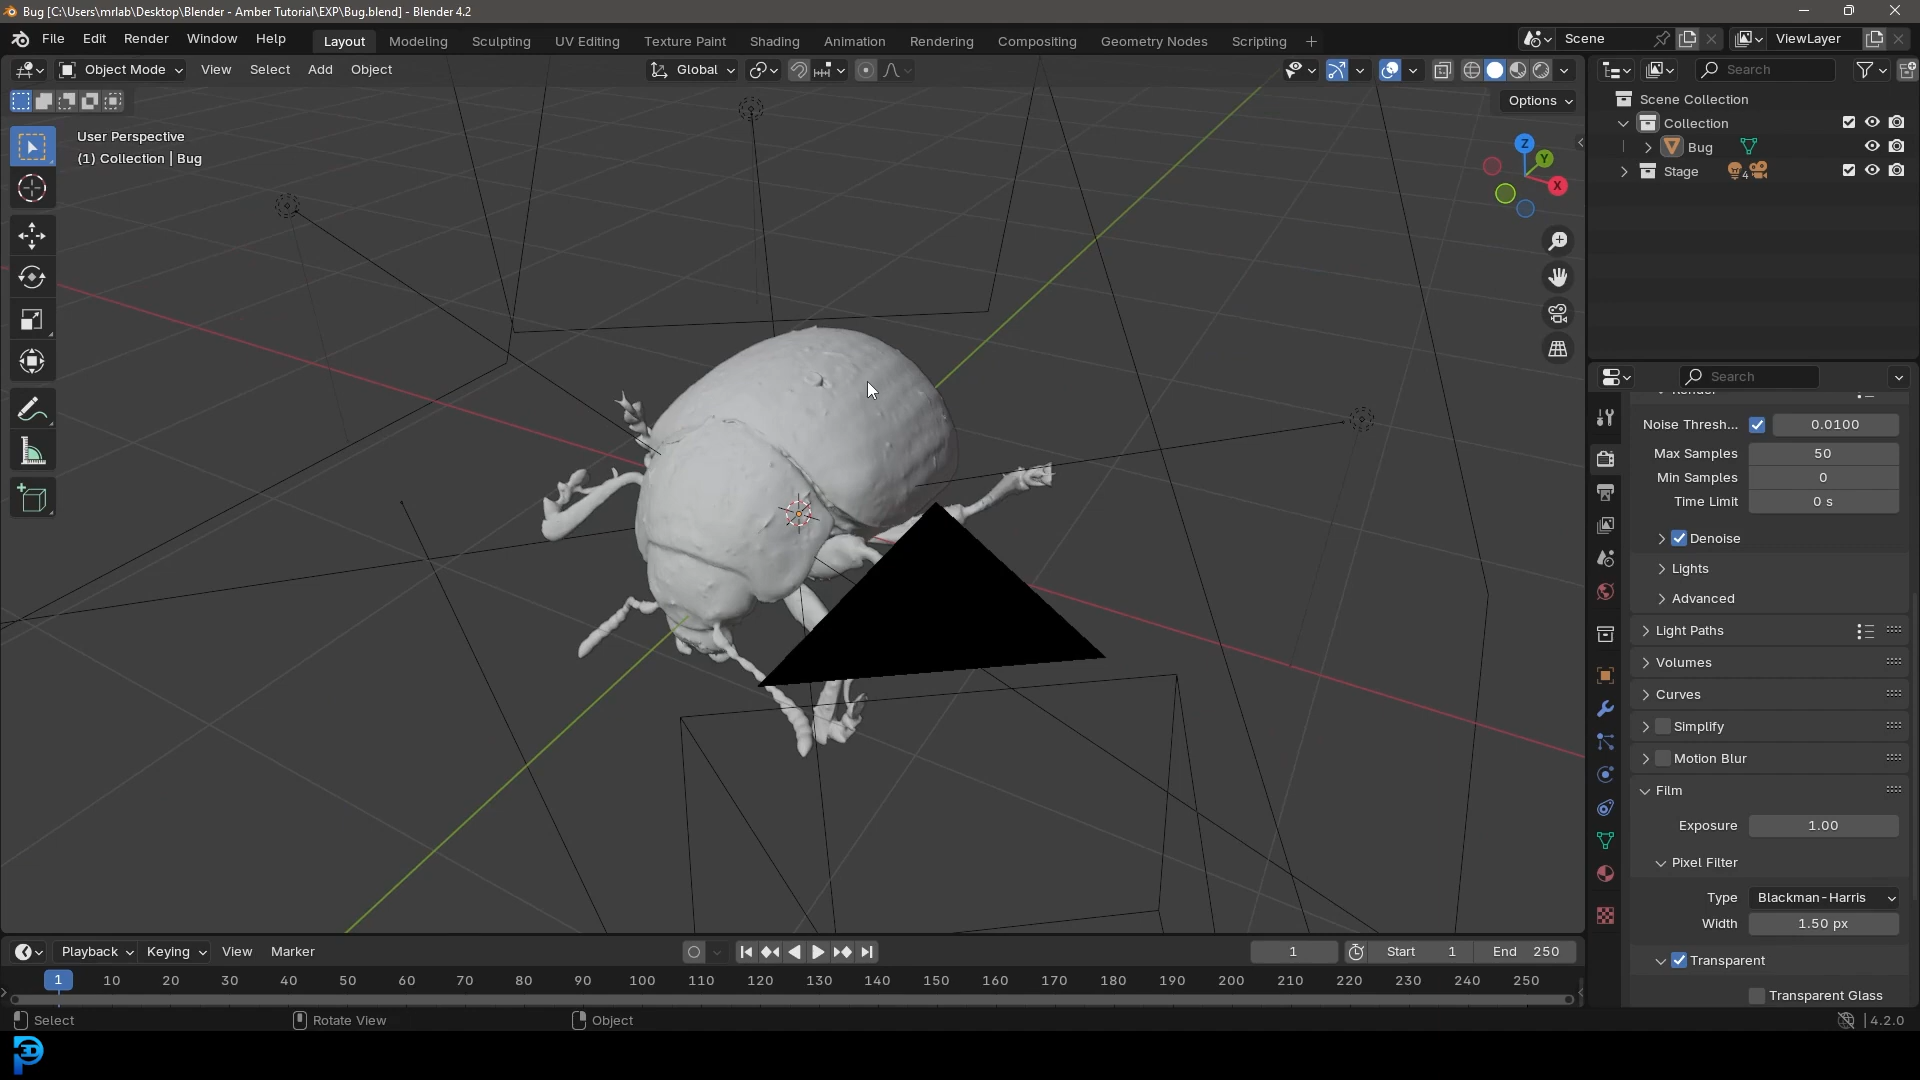 Bug [C:\Users\mrlab\Desktop\Blender - Amber Tutorial\EXP\Bug.blend] - Blender 4.2
File Edit Render Window Help Layout Modeling Sculpting UV Editing Texture Paint Shading Animation Rendering Compositing Geometry Nodes Scripting + Scene ViewLayer
Object Mode View Select Add Object Global Search
Options
User Perspective
(1) Collection | Bug
Z
Y
X
Scene Collection
Collection
Bug
Stage 4
Search
Noise Thresh... 0.0100
Max Samples 50
Min Samples 0
Time Limit 0 s
Denoise
Lights
Advanced
Light Paths
Volumes
Curves
Simplify
Motion Blur
Film
Exposure 1.00
Pixel Filter
Type Blackman-Harris
Width 1.50 px
Transparent
Transparent Glass
Playback Keying View Marker 1 Start 1 End 250
1 10 20 30 40 50 60 70 80 90 100 110 120 130 140 150 160 170 180 190 200 210 220 230 240 250
Select Rotate View Object 4.2.0
3D